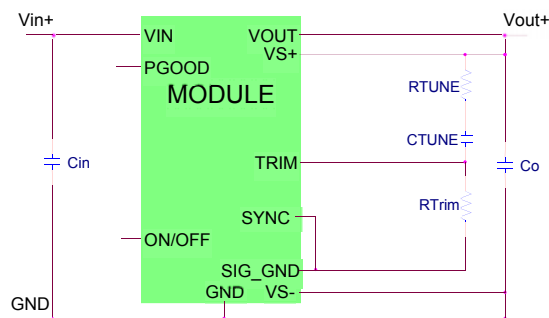 Vin+
Vout+
VIN
VOUT
VS+
PGOOD
RTUNE
MODULE
CTUNE
Cin
TRIM
Co
RTrim
SYNC
ON/OFF
SIG_GND
GND
VS-
GND